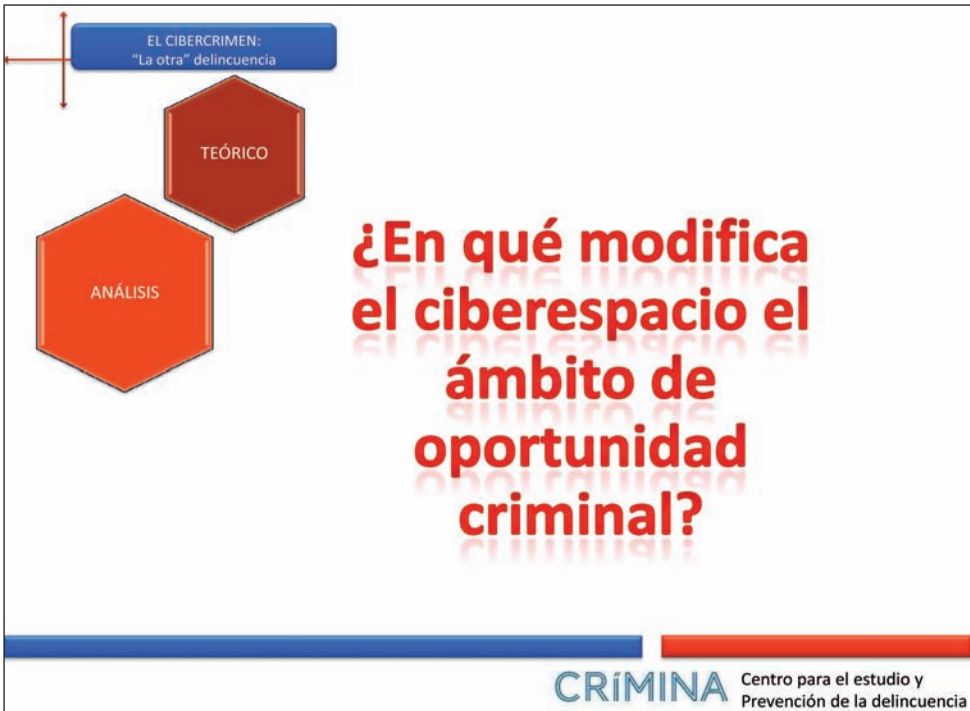 EL CIBERCRIMEN:
“La otra” delincuencia
TEÓRICO
ANÁLISIS
¿En qué modifica
el ciberespacio el
ámbito de
oportunidad
criminal?
CRíMINA
Centro para el estudio y
Prevención de la delincuencia